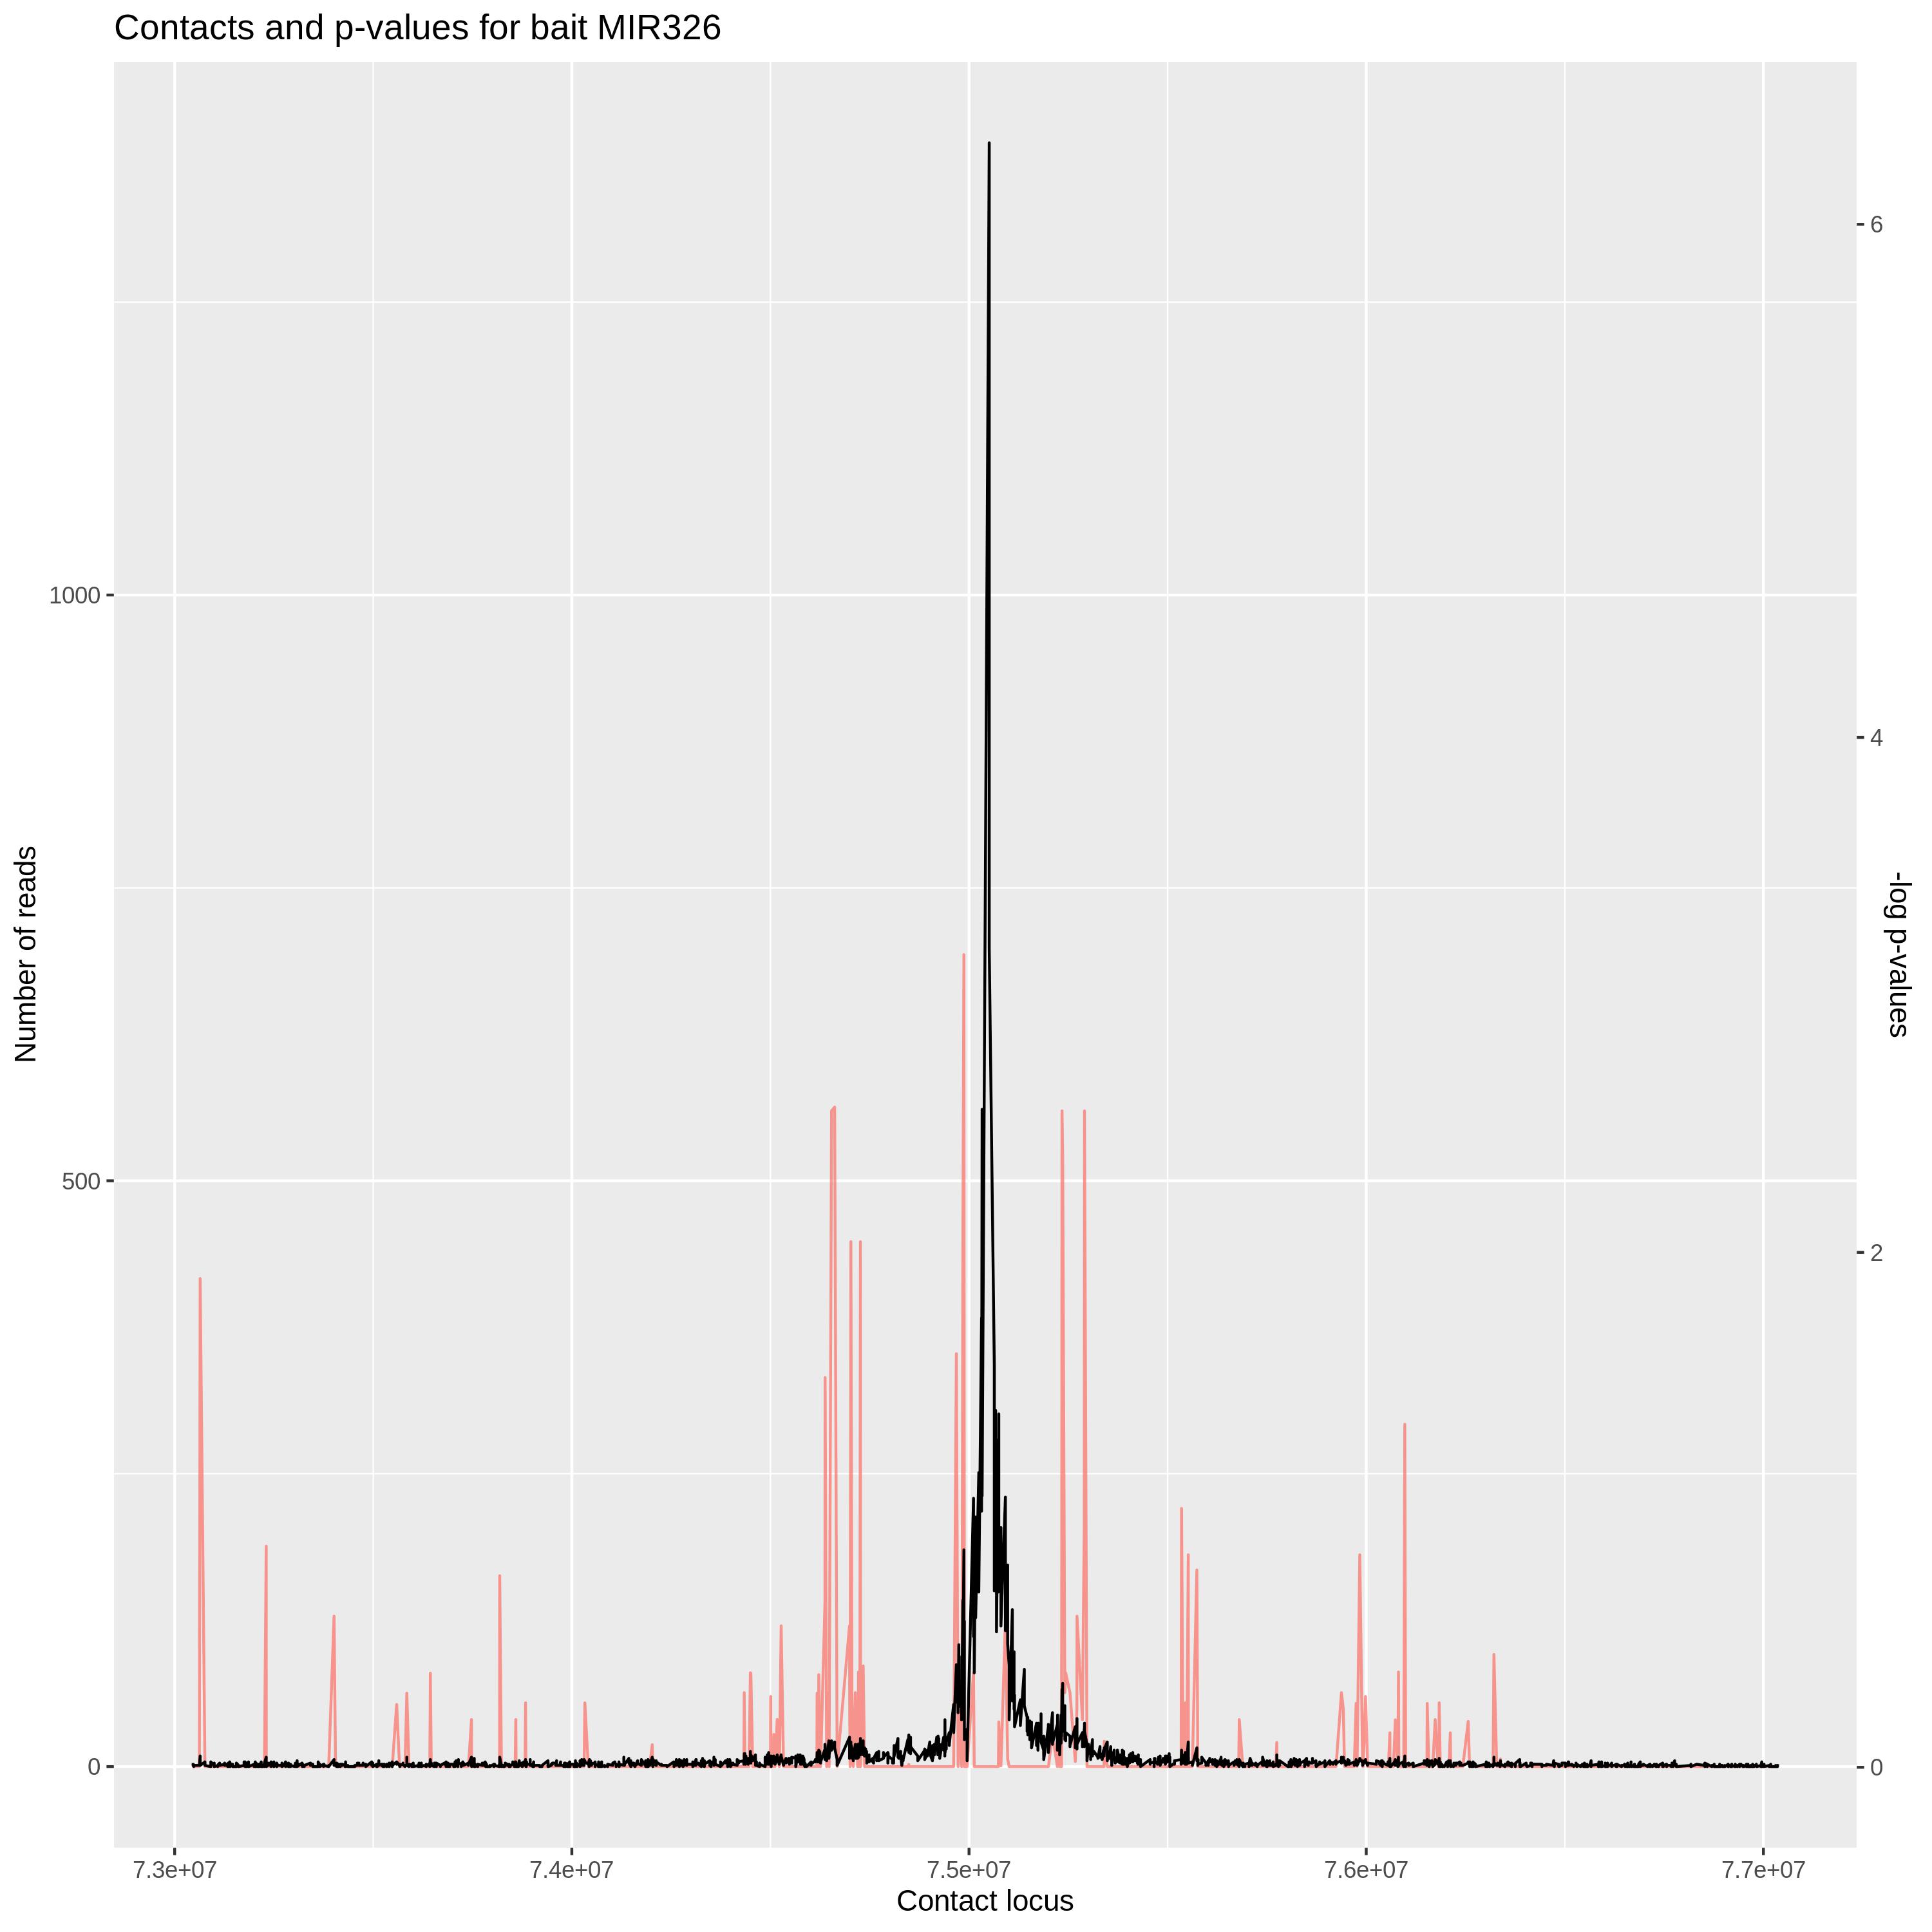 Contacts and p-values for bait MIR326
Number of reads
1000
500
0
6
4
2
0
-log p-values
7.3e+07
7.4e+07
7.5e+07
7.6e+07
7.7e+07
Contact locus